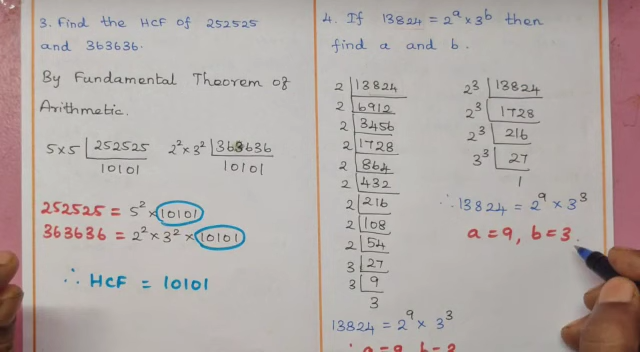 3. Find the HCF of 252525
and 363636.
By Fundamental Theorem of
Arithmetic.
5×5 | 252525
10101
2² × 3² | 363636
10101
252525 = 5² × 10101
363636 = 2² × 3² × 10101
∴ HCF = 10101
4. If 13824 = 2ᵃ × 3ᵇ then
find a and b.
2 | 13824
2 | 6912
2 | 3456
2 | 1728
2 | 864
2 | 432
2 | 216
2 | 108
2 | 54
3 | 27
3 | 9
3
13824 = 2⁹ × 3³
∴ a = 9, b = 3
2³ | 13824
2³ | 1728
2³ | 216
3³ | 27
1
∴ 13824 = 2⁹ × 3³
a = 9, b = 3.